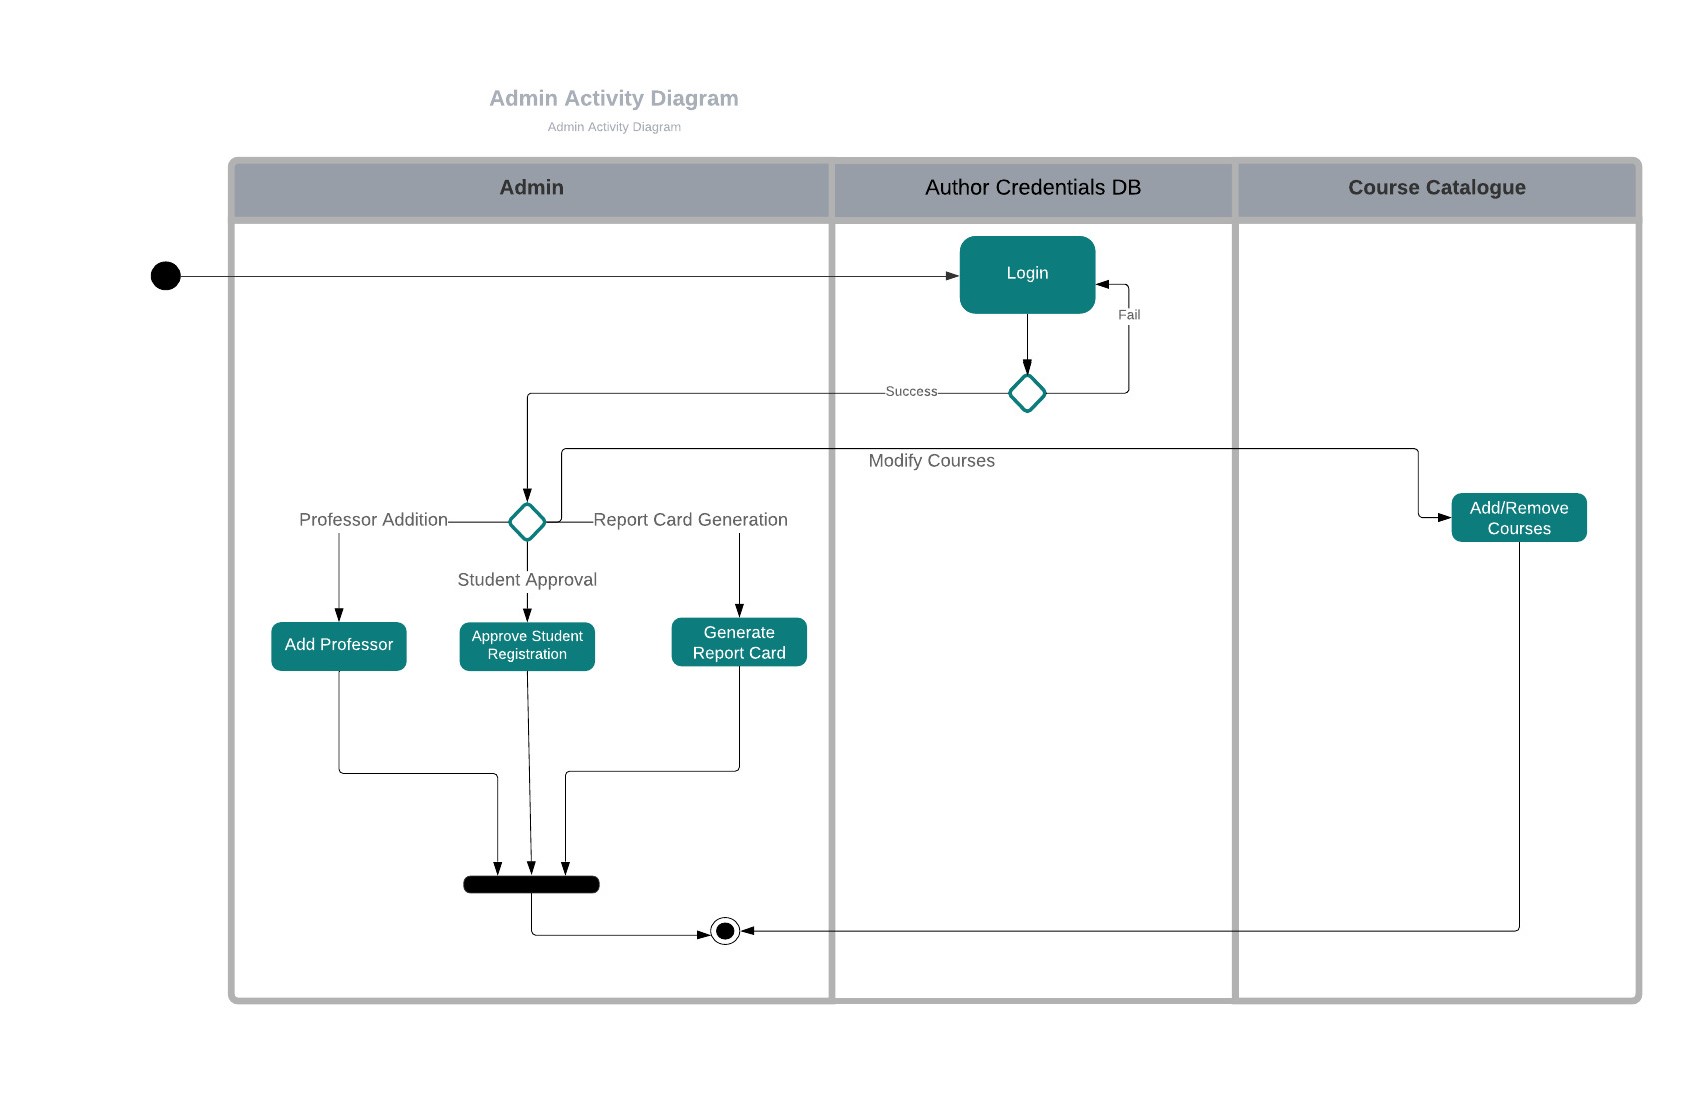 Admin Activity Diagram
Admin Activity Diagram
Admin
Author Credentials DB
Course Catalogue
Login
Fail
Success
Modify Courses
Professor Addition
Report Card Generation
Add/Remove
Courses
Student Approval
Add Professor
Approve Student
Registration
Generate
Report Card